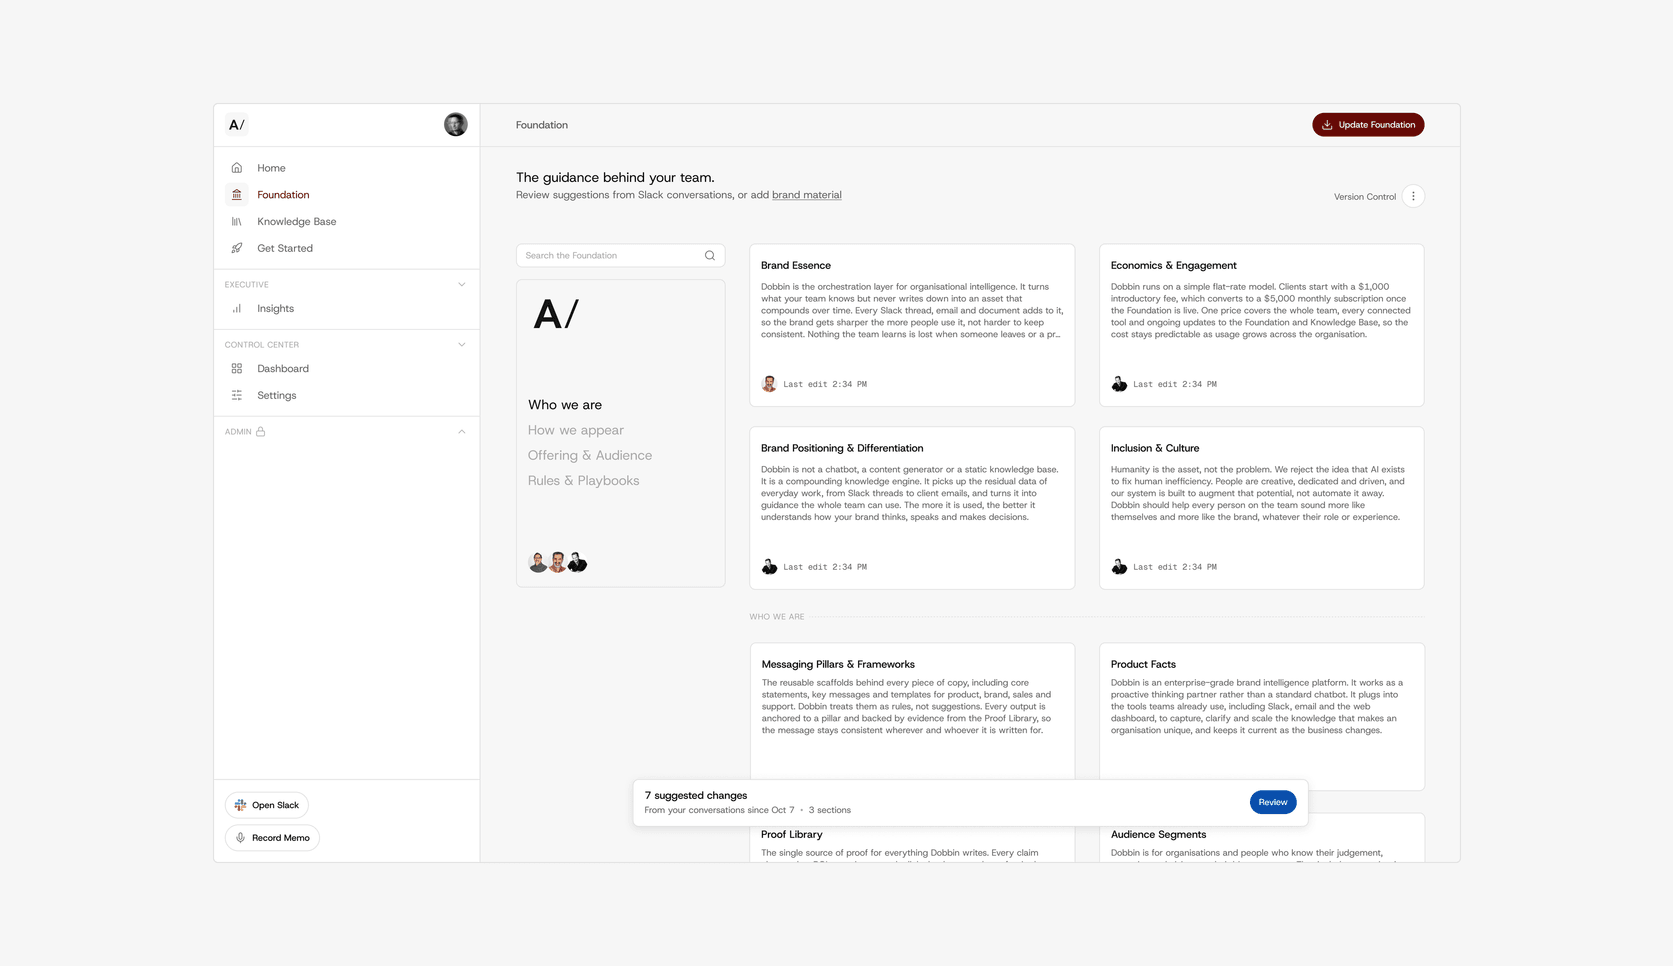 A/
Home
Foundation
Knowledge Base
Get Started
EXECUTIVE
Insights
CONTROL CENTER
Dashboard
Settings
ADMIN
Open Slack
Record Memo
Foundation
Update Foundation
The guidance behind your team.
Review suggestions from Slack conversations, or add brand material
Version Control
Search the Foundation
A/
Who we are
How we appear
Offering & Audience
Rules & Playbooks
Brand Essence
Dobbin is the orchestration layer for organisational intelligence. It turns
what your team knows but never writes down into an asset that
compounds over time. Every Slack thread, email and document adds to it,
so the brand gets sharper the more people use it, not harder to keep
consistent. Nothing the team learns is lost when someone leaves or a pr...
Last edit 2:34 PM
Economics & Engagement
Dobbin runs on a simple flat-rate model. Clients start with a $1,000
introductory fee, which converts to a $5,000 monthly subscription once
the Foundation is live. One price covers the whole team, every connected
tool and ongoing updates to the Foundation and Knowledge Base, so the
cost stays predictable as usage grows across the organisation.
Last edit 2:34 PM
Brand Positioning & Differentiation
Dobbin is not a chatbot, a content generator or a static knowledge base.
It is a compounding knowledge engine. It picks up the residual data of
everyday work, from Slack threads to client emails, and turns it into
guidance the whole team can use. The more it is used, the better it
understands how your brand thinks, speaks and makes decisions.
Last edit 2:34 PM
Inclusion & Culture
Humanity is the asset, not the problem. We reject the idea that AI exists
to fix human inefficiency. People are creative, dedicated and driven, and
our system is built to augment that potential, not automate it away.
Dobbin should help every person on the team sound more like
themselves and more like the brand, whatever their role or experience.
Last edit 2:34 PM
WHO WE ARE
Messaging Pillars & Frameworks
The reusable scaffolds behind every piece of copy, including core
statements, key messages and templates for product, brand, sales and
support. Dobbin treats them as rules, not suggestions. Every output is
anchored to a pillar and backed by evidence from the Proof Library, so
the message stays consistent wherever and whoever it is written for.
Product Facts
Dobbin is an enterprise-grade brand intelligence platform. It works as a
proactive thinking partner rather than a standard chatbot. It plugs into
the tools teams already use, including Slack, email and the web
dashboard, to capture, clarify and scale the knowledge that makes an
organisation unique, and keeps it current as the business changes.
7 suggested changes
From your conversations since Oct 7 • 3 sections
Review
Proof Library
The single source of proof for everything Dobbin writes. Every claim
Audience Segments
Dobbin is for organisations and people who know their judgement,